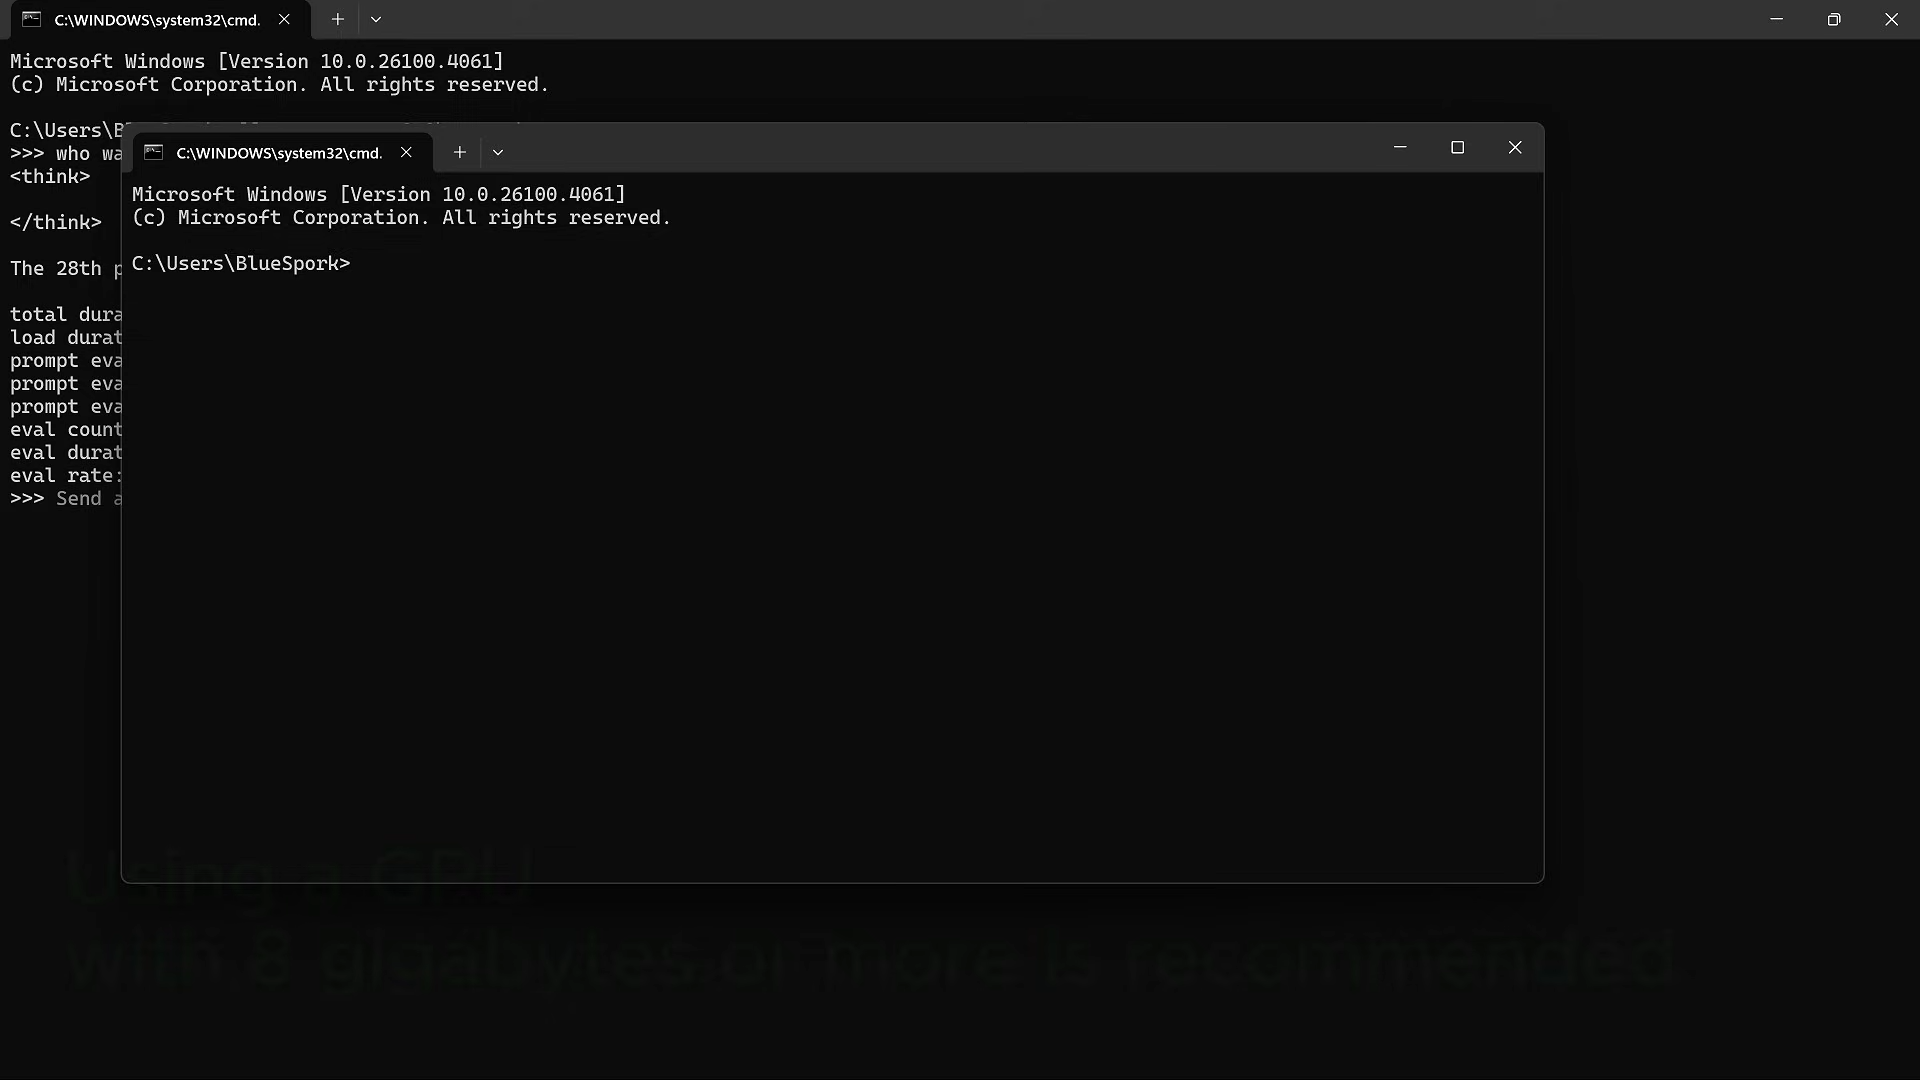 C:\WINDOWS\system32\cmd.
Microsoft Windows [Version 10.0.26100.4061]
(c) Microsoft Corporation. All rights reserved.
C:\Users\B
>>> who wa
<think>
</think>
The 28th p
total dura
load durat
prompt eva
prompt eva
prompt eva
eval count
eval durat
eval rate:
>>> Send a
C:\WINDOWS\system32\cmd.
Microsoft Windows [Version 10.0.26100.4061]
(c) Microsoft Corporation. All rights reserved.
C:\Users\BlueSpork>
Using a GPU
with 8 gigabytes or more is recommended